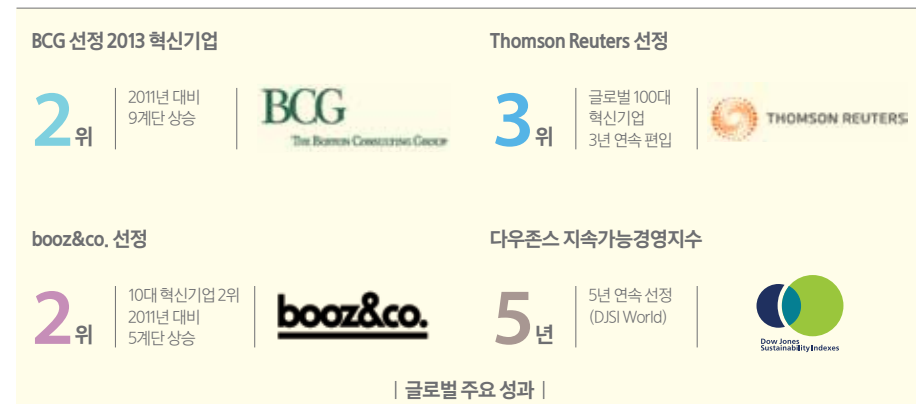 BCG 선정 2013 혁신기업
2위
2011년 대비
9계단 상승
BCG
THE BOSTON CONSULTING GROUP
Thomson Reuters 선정
3위
글로벌 100대
혁신기업
3년 연속 편입
THOMSON REUTERS
booz&co. 선정
2위
10대 혁신기업 2위
2011년 대비
5계단 상승
booz&co.
다우존스 지속가능경영지수
5년
5년 연속 선정
(DJSI World)
Dow Jones
Sustainability Indexes
| 글로벌 주요 성과 |